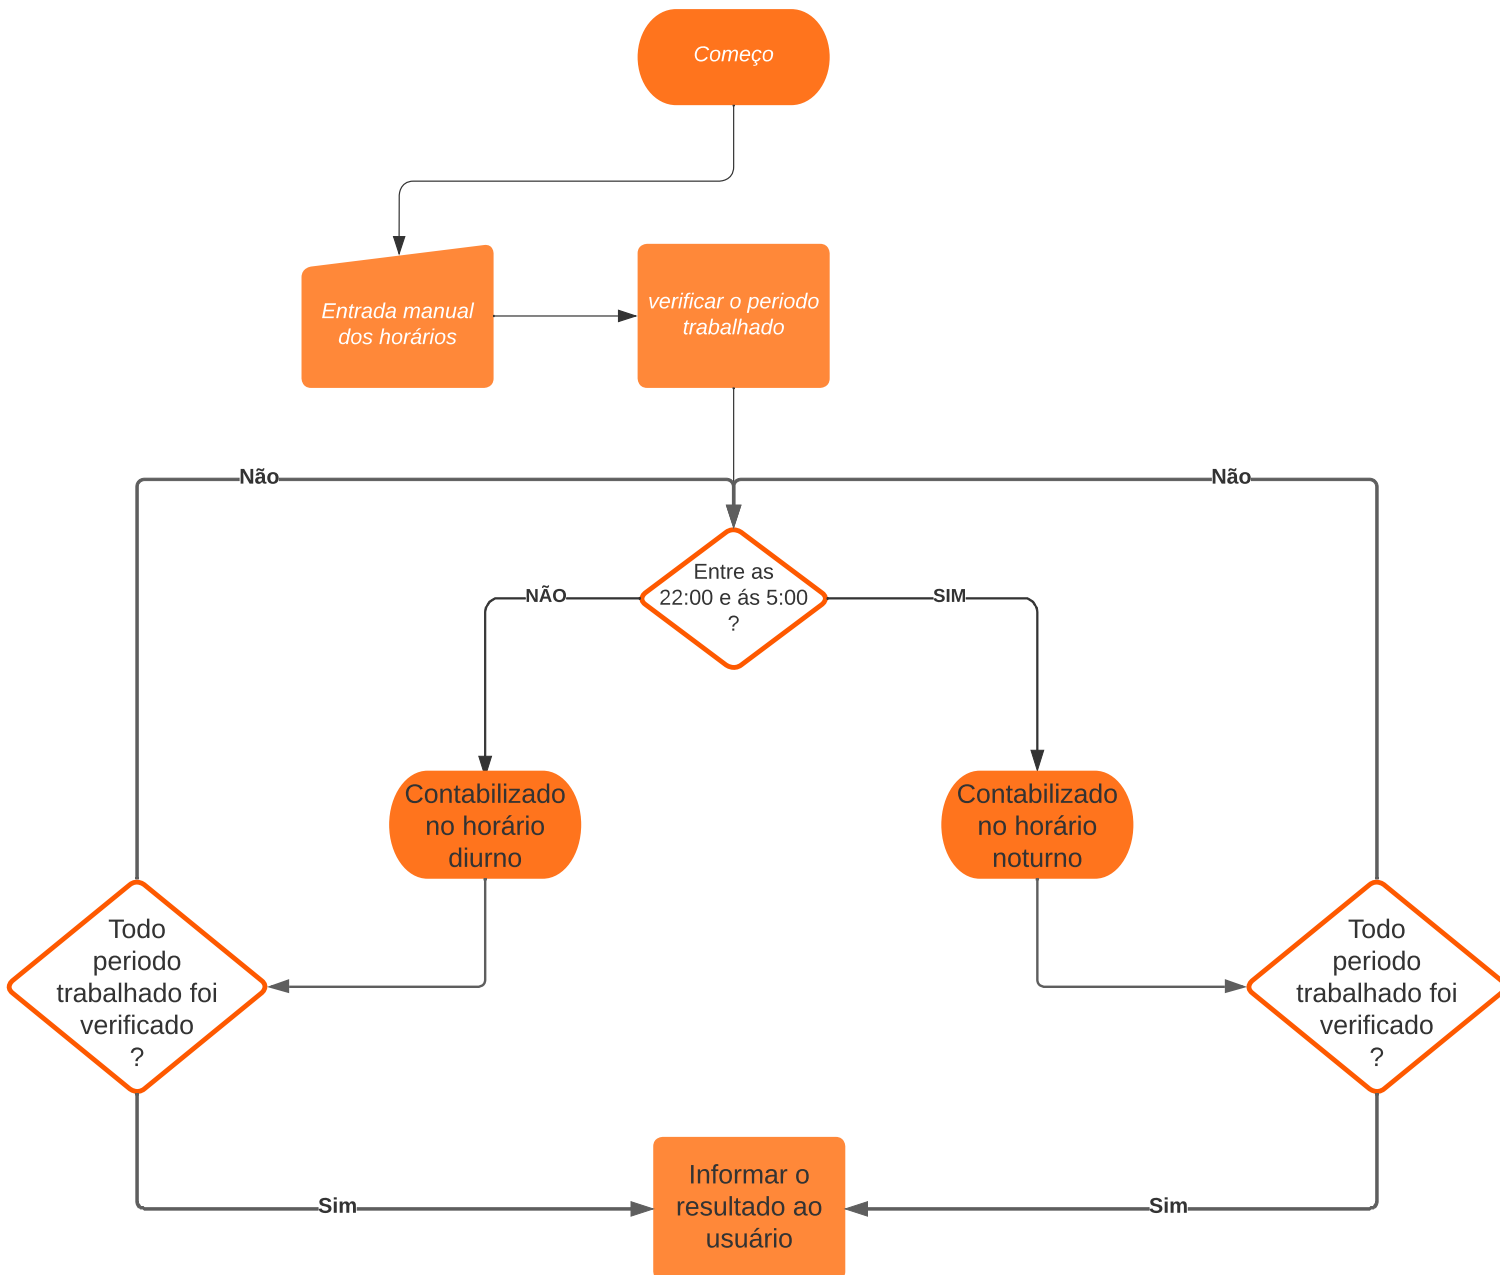 Começo
Entrada manual
dos horários
verificar o periodo
trabalhado
Não
Não
Entre as
22:00 e ás 5:00
?
NÃO
SIM
Contabilizado
no horário
diurno
Contabilizado
no horário
noturno
Todo
periodo
trabalhado foi
verificado
?
Todo
periodo
trabalhado foi
verificado
?
Sim
Informar o
resultado ao
usuário
Sim